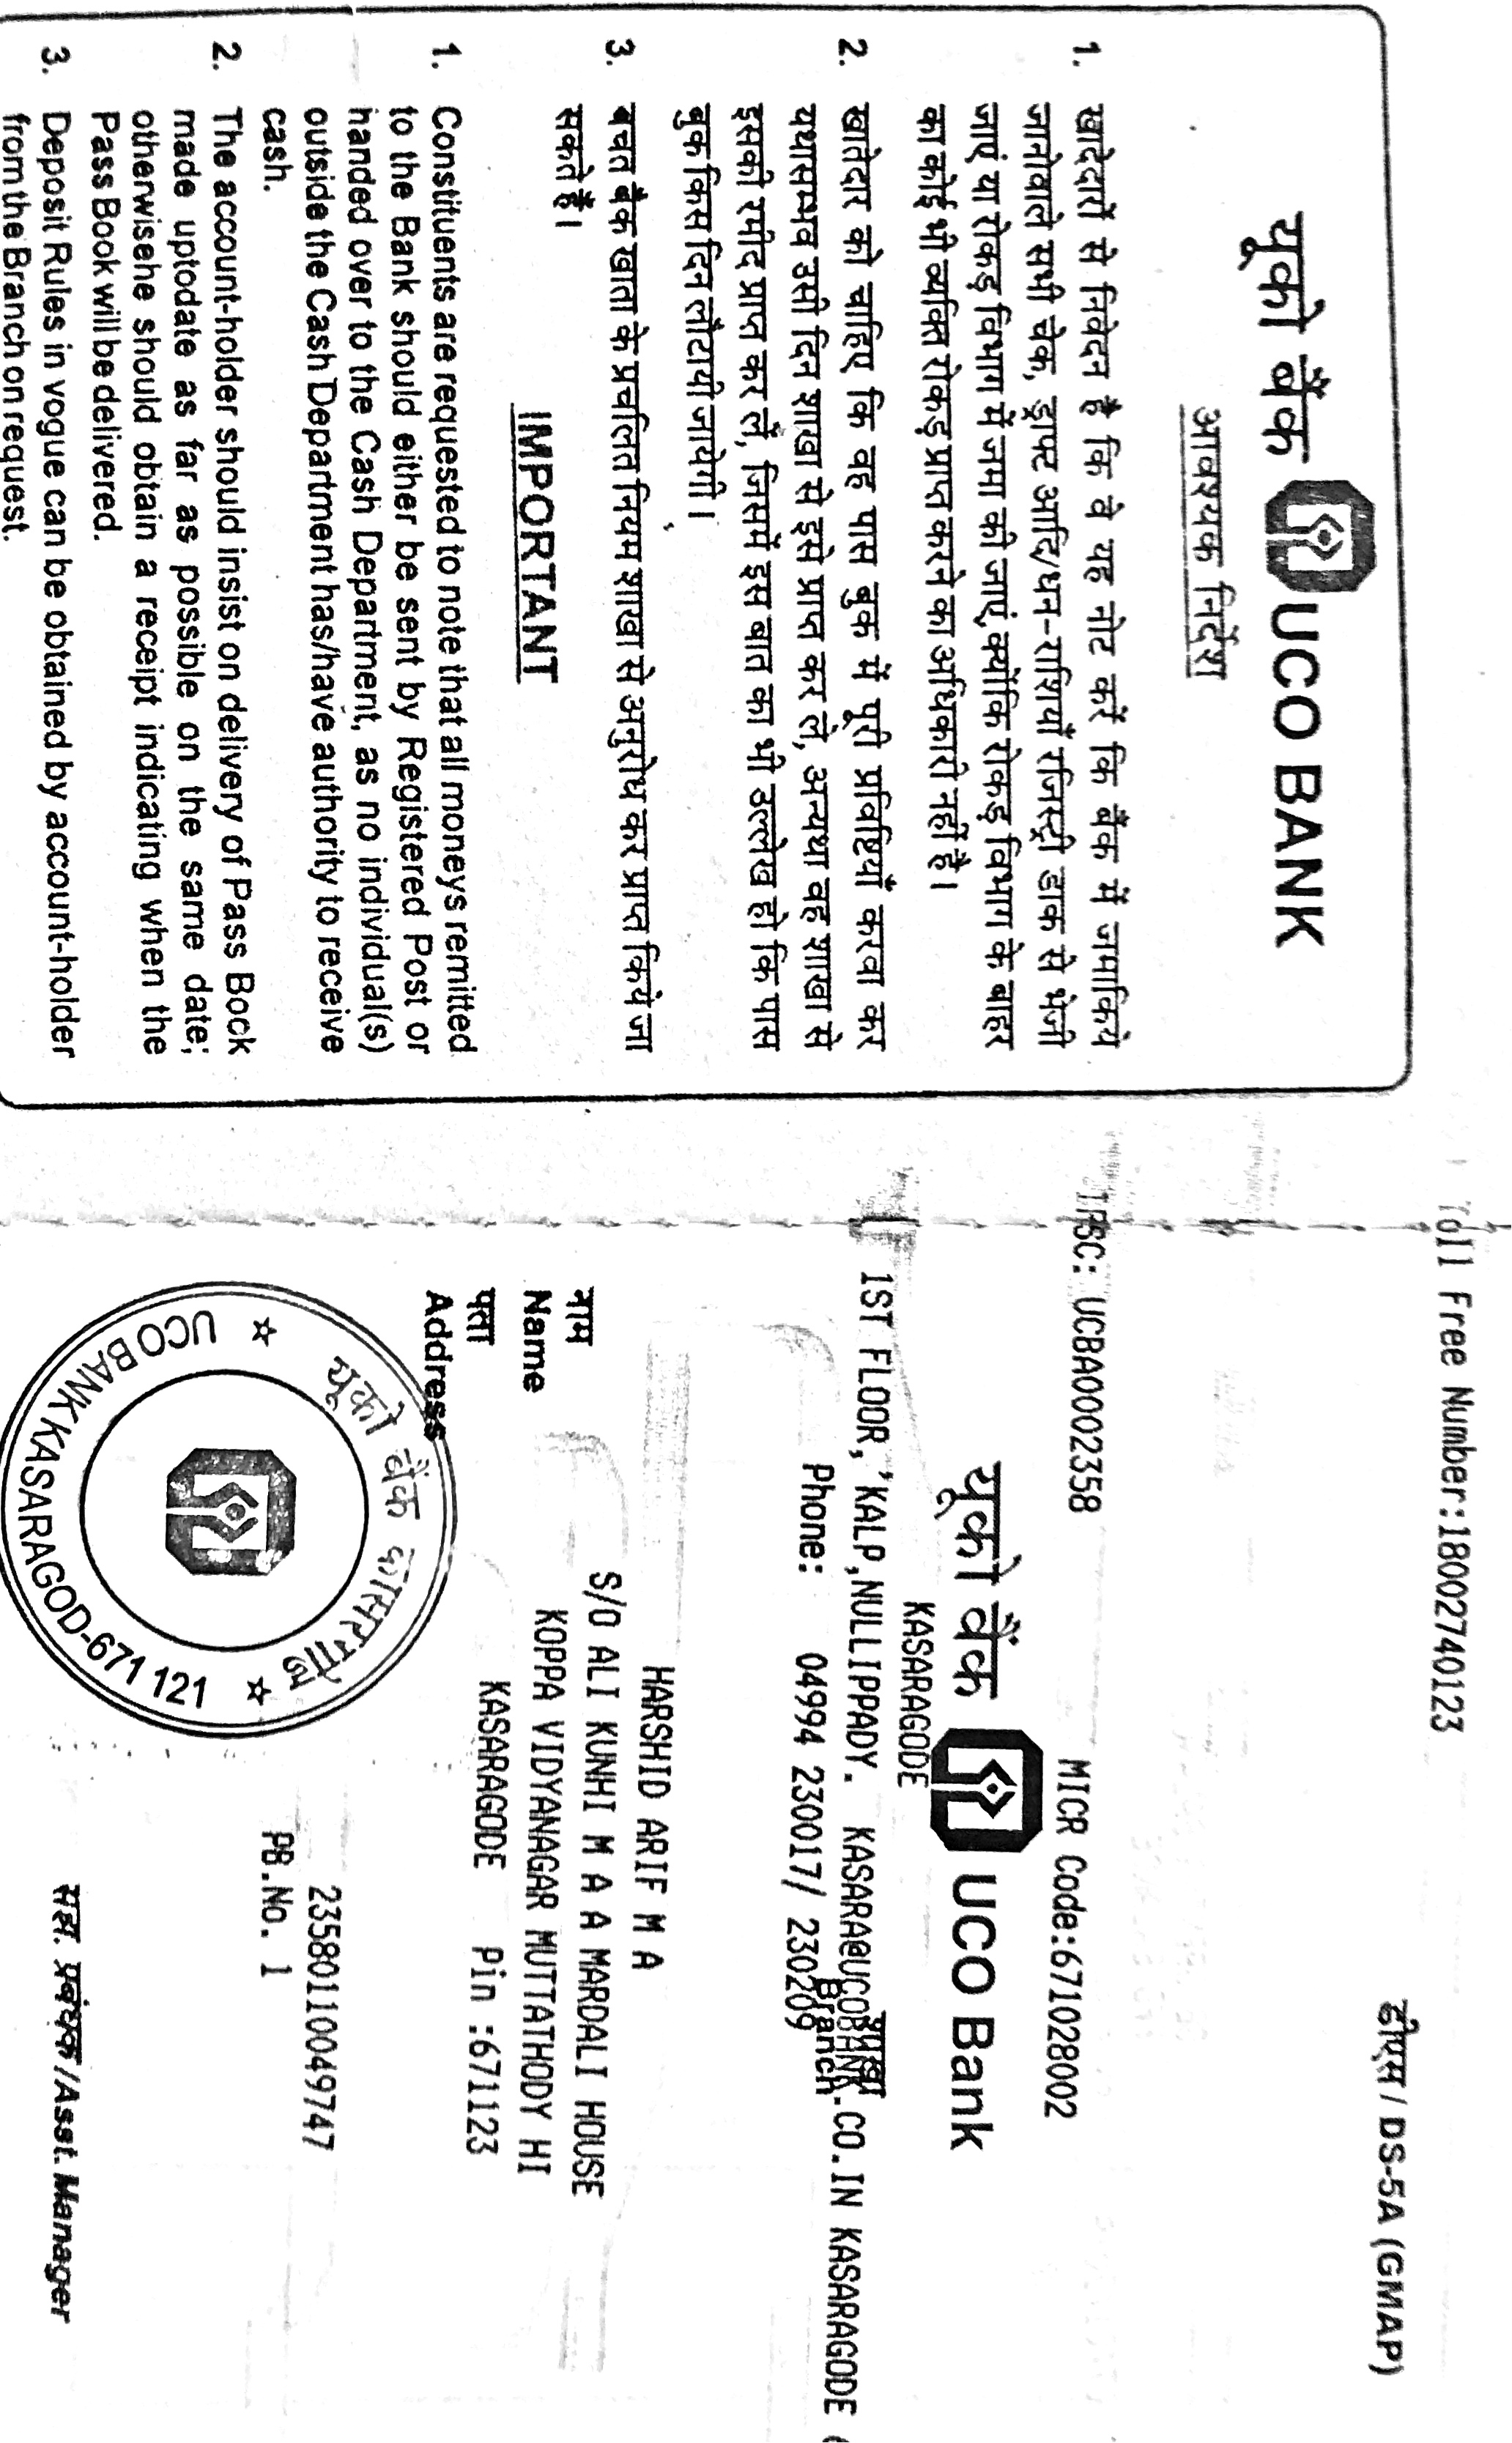 यूको बैंक UCO BANK
आवश्यक निर्देश
1. खादेदारों से निवेदन है कि वे यह नोट करें कि बैंक में जमाकिये
जानेवाले सभी चेक, ड्राफ्ट आदि/धन-राशियाँ रजिस्ट्री डाक से भेजी
जाएं या रोकड़ विभाग में जमा की जाएं क्योंकि रोकड़ विभाग के बाहर
का कोई भी व्यक्ति रोकड़ प्राप्त करने का अधिकारी नहीं है।
2. खातेदार को चाहिए कि वह पास बुक में पूरी प्रविष्टियाँ करवा कर
यथासम्भव उसी दिन शाखा से इसे प्राप्त कर ले, अन्यथा वह शाखा से
इसकी रसीद प्राप्त कर लें, जिसमें इस बात का भी उल्लेख हो कि पास
बुक किस दिन लौटायी जायेगी।
3. बचत बैंक खाता के प्रचलित नियम शाखा से अनुरोध कर प्राप्त किये जा
सकते हैं।
IMPORTANT
1. Constituents are requested to note that all moneys remitted
to the Bank should either be sent by Registered Post or
handed over to the Cash Department, as no individual(s)
outside the Cash Department has/have authority to receive
cash.
2. The account-holder should insist on delivery of Pass Bock
made uptodate as far as possible on the same date;
otherwisehe should obtain a receipt indicating when the
Pass Book will be delivered.
3. Deposit Rules in vogue can be obtained by account-holder
from the Branch on request.
Toll Free Number:18002740123
डीएस / DS-5A (GMAP)
IFSC: UCBA0002358 MICR Code:671028002
यूको बैंक UCO Bank
KASARAGODE
शाखा
1ST FLOOR,'KALP,NULLIPPADY. KASARA@UCOBANK.CO.IN KASARAGODE
Branch
Phone: 04994 230017/ 230209
HARSHID ARIF M A
नाम
S/O ALI KUNHI M A A MARDALI HOUSE
Name
KOPPA VIDYANAGAR MUTTATHODY HI
पता
KASARAGODE Pin :671123
Address
यूको बैंक कासरगोड
UCO BANK KASARAGOD-671 121
23580110049747
PB.No. 1
सहा. प्रबंधक/Asst. Manager